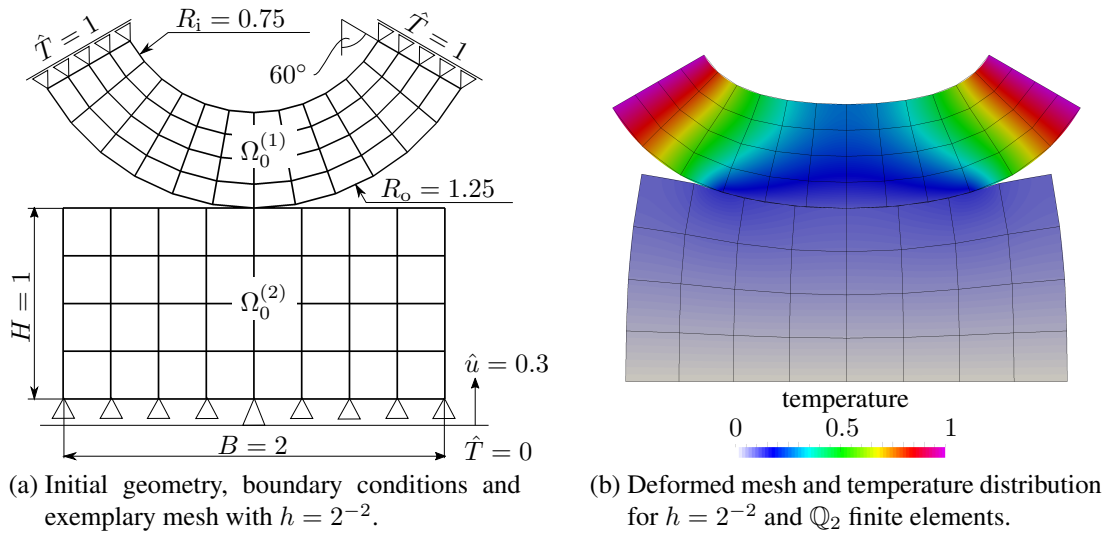 T̂ = 1
R_i = 0.75
T̂ = 1
60°
Ω_0^(1)
R_o = 1.25
H = 1
Ω_0^(2)
û = 0.3
B = 2
T̂ = 0
temperature
0 0.5 1
(a) Initial geometry, boundary conditions and
exemplary mesh with h = 2^−2.
(b) Deformed mesh and temperature distribution
for h = 2^−2 and ℚ_2 finite elements.